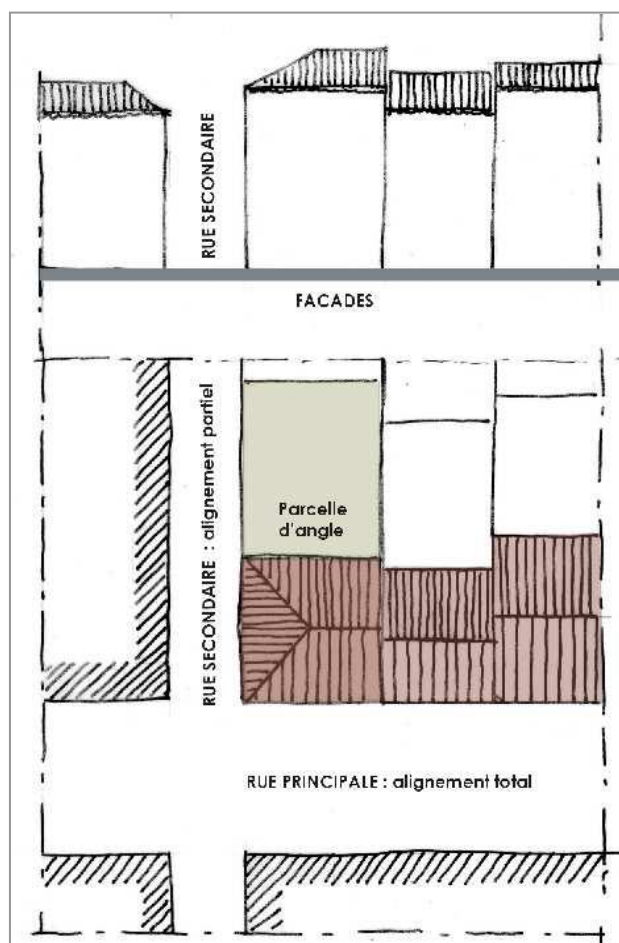 RUE SECONDAIRE
FACADES
RUE SECONDAIRE : alignement partiel
Parcelle
d'angle
RUE PRINCIPALE : alignement total